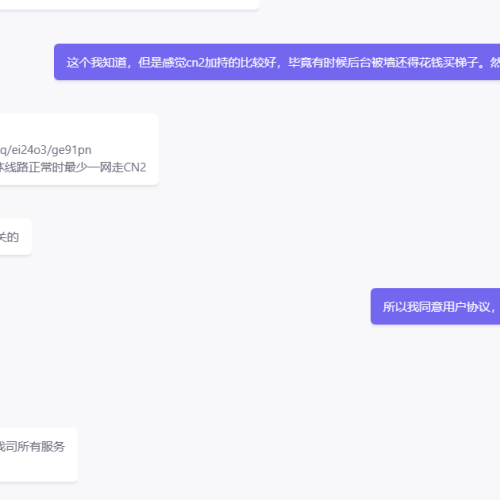 这个我知道，但是感觉cn2加持的比较好，毕竟有时候后台被墙还得花钱买梯子。然
q/ei24o3/ge91pn
线路正常时最少一网走CN2
关的
所以我同意用户协议，
我司所有服务